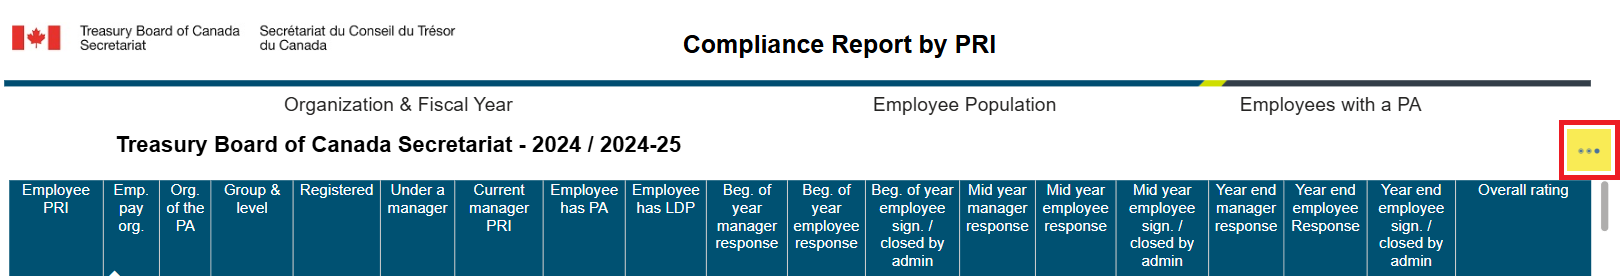 Treasury Board of Canada
Secretariat
Secrétariat du Conseil du Trésor
du Canada
Compliance Report by PRI
Organization & Fiscal Year
Employee Population
Employees with a PA
Treasury Board of Canada Secretariat - 2024 / 2024-25
Employee
PRI
Emp.
pay
org.
Org.
of the
PA
Group &
level
Registered
Under a
manager
Current
manager
PRI
Employee
has PA
Employee
has LDP
Beg. of
year
manager
response
Beg. of
year
employee
response
Beg. of year
employee
sign. /
closed by
admin
Mid year
manager
response
Mid year
employee
response
Mid year
employee
sign. /
closed by
admin
Year end
manager
response
Year end
employee
Response
Year end
employee
sign. /
closed by
admin
Overall rating